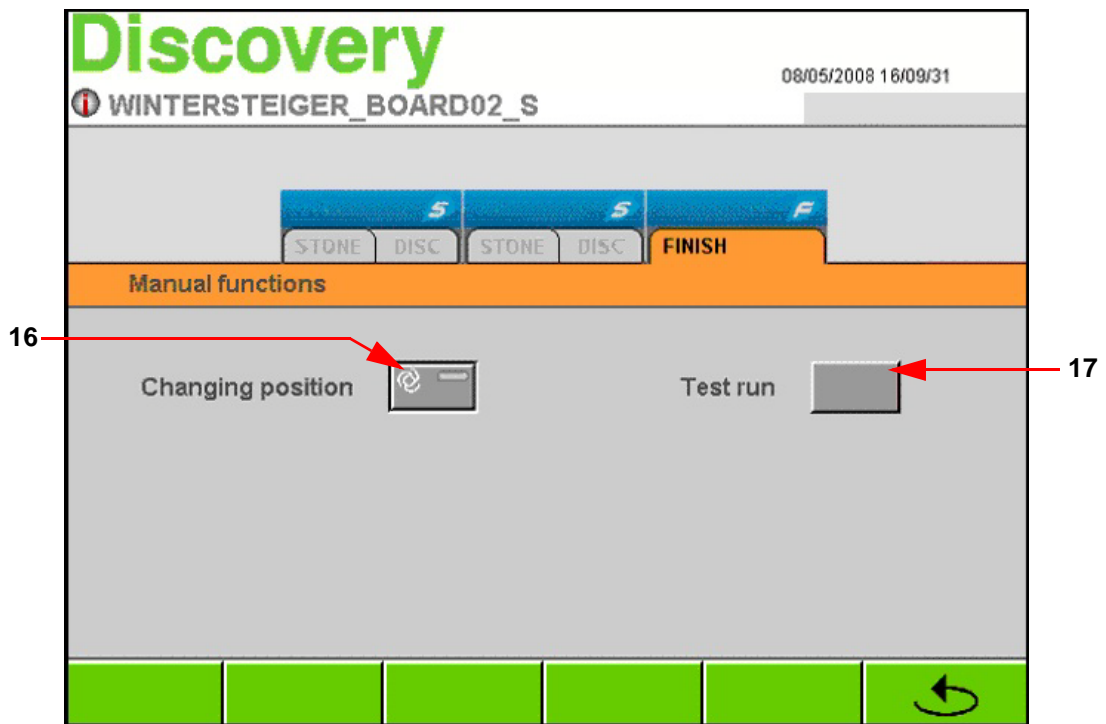 Discovery
08/05/2008 16/09/31
WINTERSTEIGER_BOARD02_S
S S F
STONE DISC STONE DISC FINISH
Manual functions
16
17
Changing position Test run